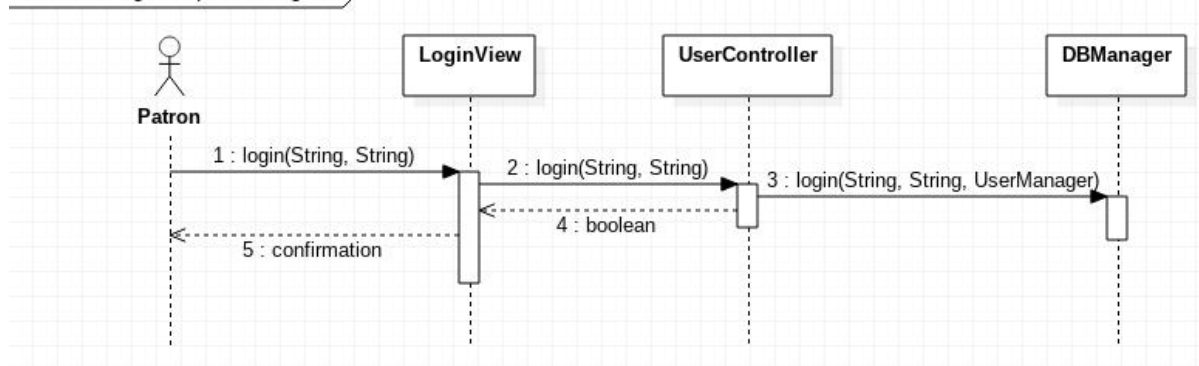 LoginView
UserController
DBManager
Patron
1 : login(String, String)
2 : login(String, String)
3 : login(String, String, UserManager)
4 : boolean
5 : confirmation